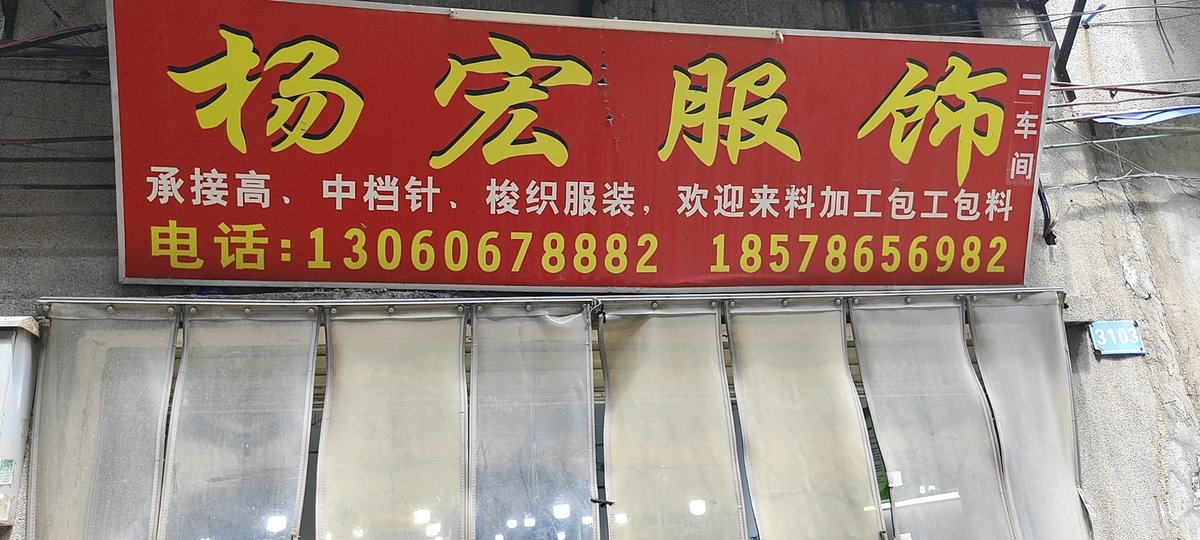 杨宏服饰
二车间
承接高、中档针、梭织服装，欢迎来料加工包工包料
电话:13060678882 18578656982
3103